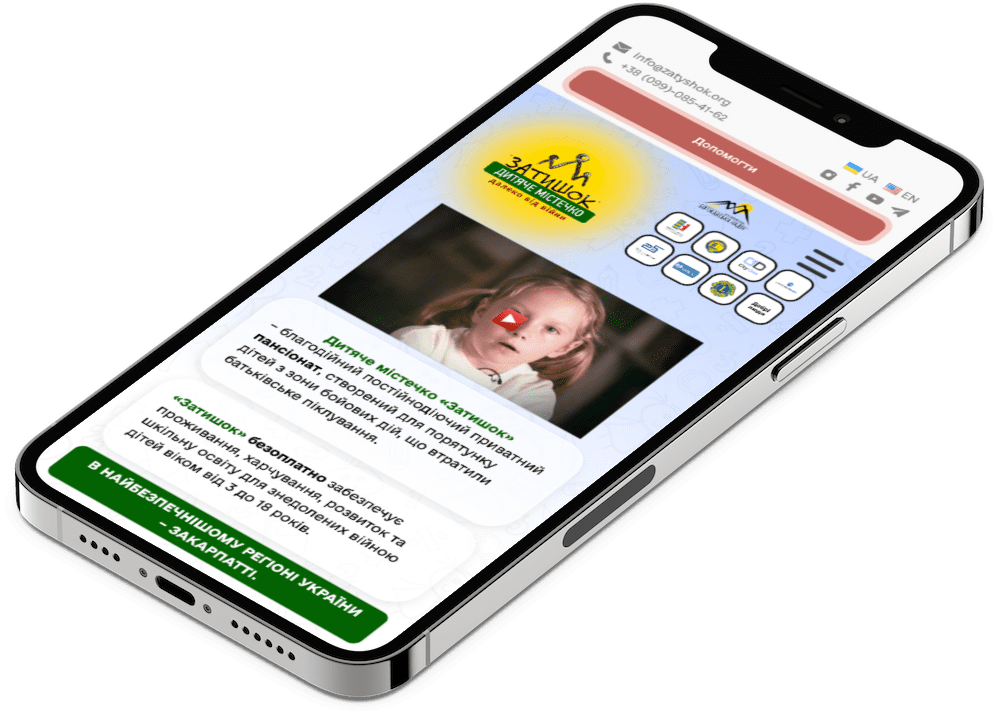 info@zatyshok.org
+38 (099)-085-41-62
Допомогти
UA
EN
ЗАТИШОК
ДИТЯЧЕ МІСТЕЧКО
далеко від війни
Добрі
люди
Дитяче містечко «Затишок»
– благодійний постійнодіючий приватний
пансіонат, створений для порятунку
дітей з зони бойових дій, що втратили
батьківське піклування.
«Затишок» безоплатно забезпечує
проживання, харчування, розвиток та
шкільну освіту для знедолених війною
дітей віком від 3 до 18 років.
В НАЙБЕЗПЕЧНІШОМУ РЕГІОНІ УКРАЇНИ
– ЗАКАРПАТТІ.